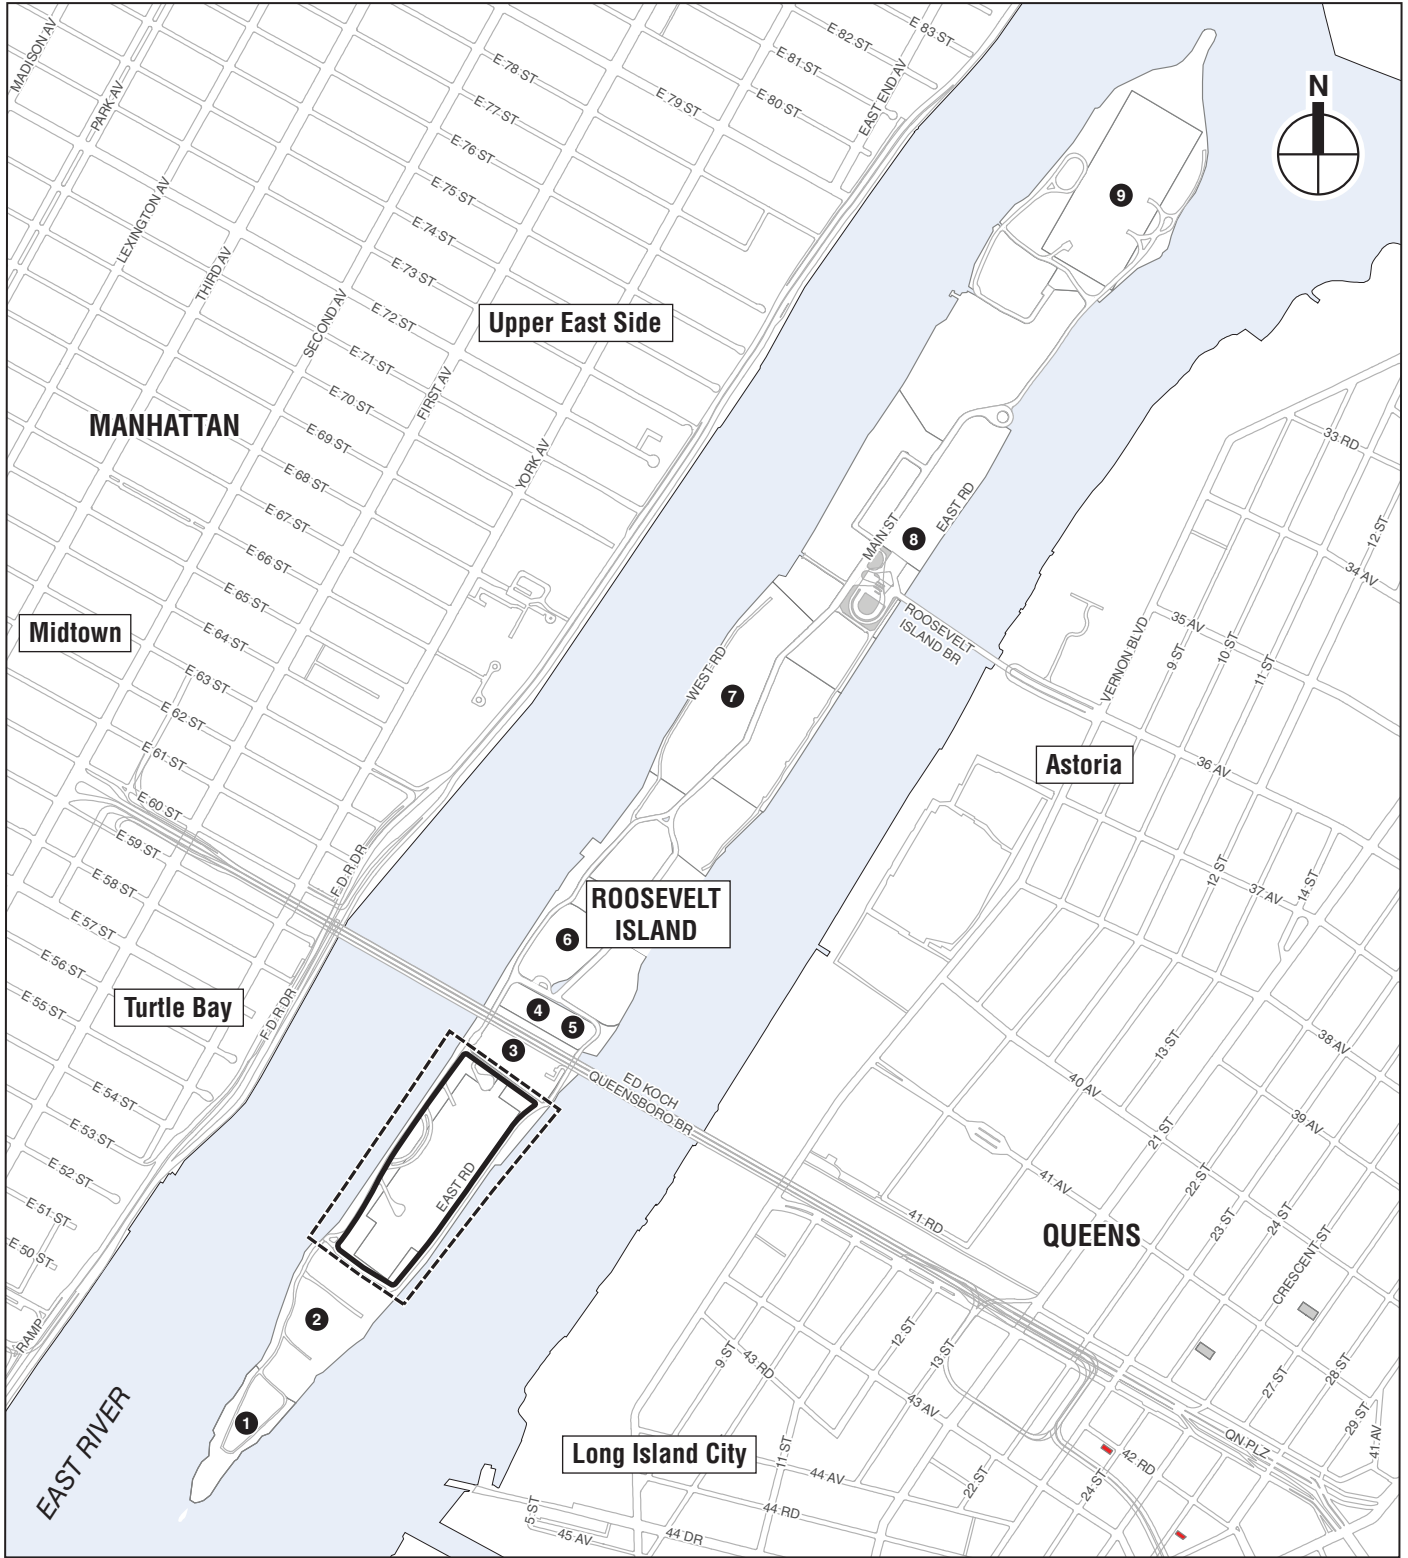 MADISON AV
PARK AV
LEXINGTON AV
THIRD AV
SECOND AV
FIRST AV
YORK AV
EAST END AV
E 83 ST
E 82 ST
E 81 ST
E 80 ST
E 79 ST
E 78 ST
E 77 ST
E 76 ST
E 75 ST
E 74 ST
E 73 ST
E 72 ST
E 71 ST
E 70 ST
E 69 ST
E 68 ST
E 67 ST
E 66 ST
E 65 ST
E 64 ST
E 63 ST
E 62 ST
E 61 ST
E 60 ST
E 59 ST
E 58 ST
E 57 ST
E 56 ST
E 55 ST
E 54 ST
E 53 ST
E 52 ST
E 51 ST
E 50 ST
RAMP
F D R DR
F D R DR
N
Upper East Side
MANHATTAN
Midtown
Turtle Bay
EAST RIVER
9
8
MAIN ST
EAST RD
ROOSEVELT
ISLAND BR
WEST RD
7
ROOSEVELT
ISLAND
6
4
5
3
ED KOCH
QUEENSBORO BR
EAST RD
2
1
33 RD
12 ST
34 AV
35 AV
VERNON BLVD
9 ST
10 ST
11 ST
Astoria
36 AV
12 ST
37 AV
14 ST
13 ST
38 AV
40 AV
39 AV
21 ST
41 AV
22 ST
23 ST
24 ST
CRESCENT ST
41 RD
QUEENS
12 ST
13 ST
9 ST
43 RD
43 AV
27 ST
28 ST
29 ST
41 AV
QN PLZ
42 RD
24 ST
22 ST
11 ST
Long Island City
44 AV
44 RD
44 DR
45 AV
5 ST